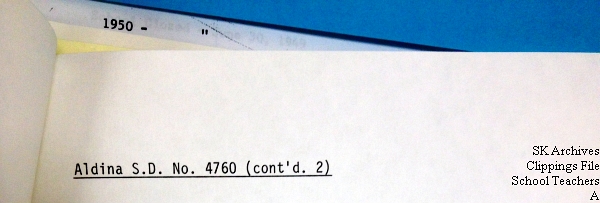 1950 - "
Aldina S.D. No. 4760 (cont'd. 2)
SK Archives
Clippings File
School Teachers
A